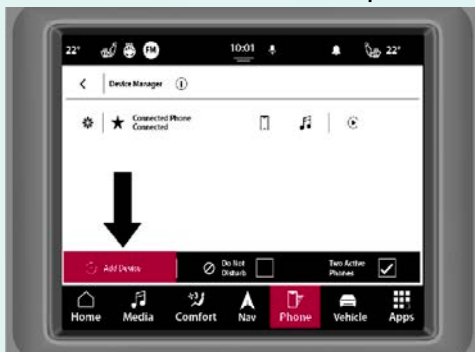 22° FM 10:01 22°
Device Manager
Connected Phone
Connected
Add Device Do Not Disturb Two Active Phones
Home Media Comfort Nav Phone Vehicle Apps